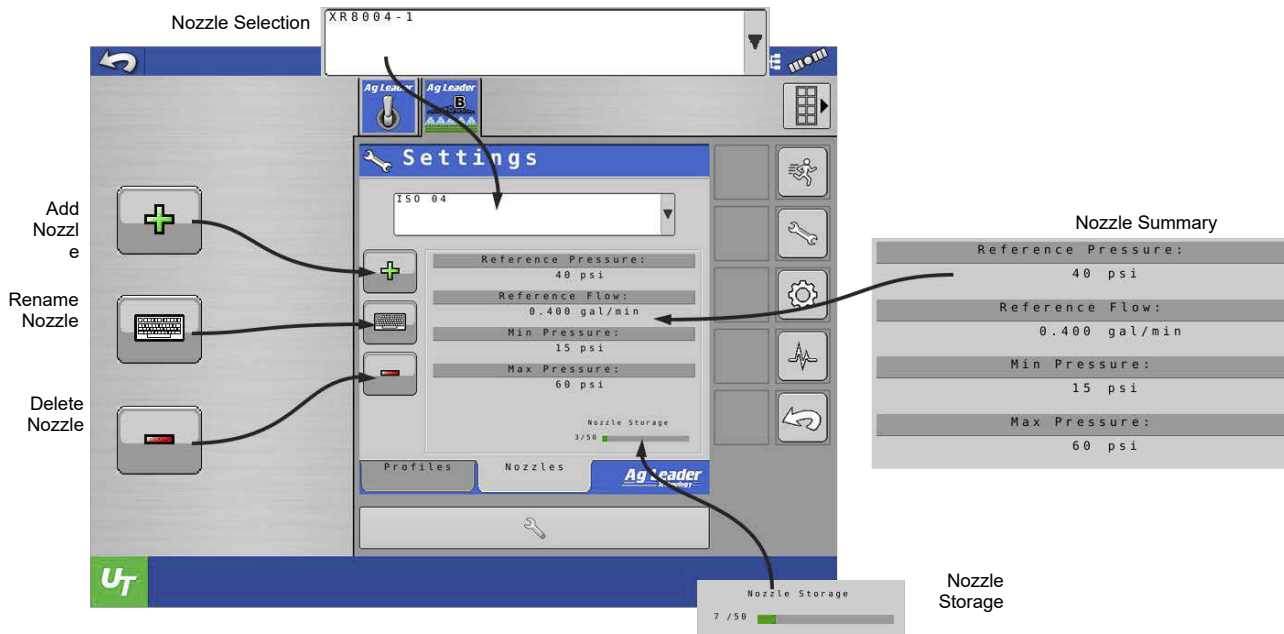 Nozzle Selection
XR8004-1
Ag Leader
Ag Leader
B
Settings
ISO 04
Add
Nozzl
e
Rename
Nozzle
Delete
Nozzle
Reference Pressure:
40 psi
Reference Flow:
0.400 gal/min
Min Pressure:
15 psi
Max Pressure:
60 psi
Nozzle Storage
3/50
Profiles
Nozzles
Ag Leader
Technology
Nozzle Summary
Reference Pressure:
40 psi
Reference Flow:
0.400 gal/min
Min Pressure:
15 psi
Max Pressure:
60 psi
UT
Nozzle Storage
7 /50
Nozzle
Storage